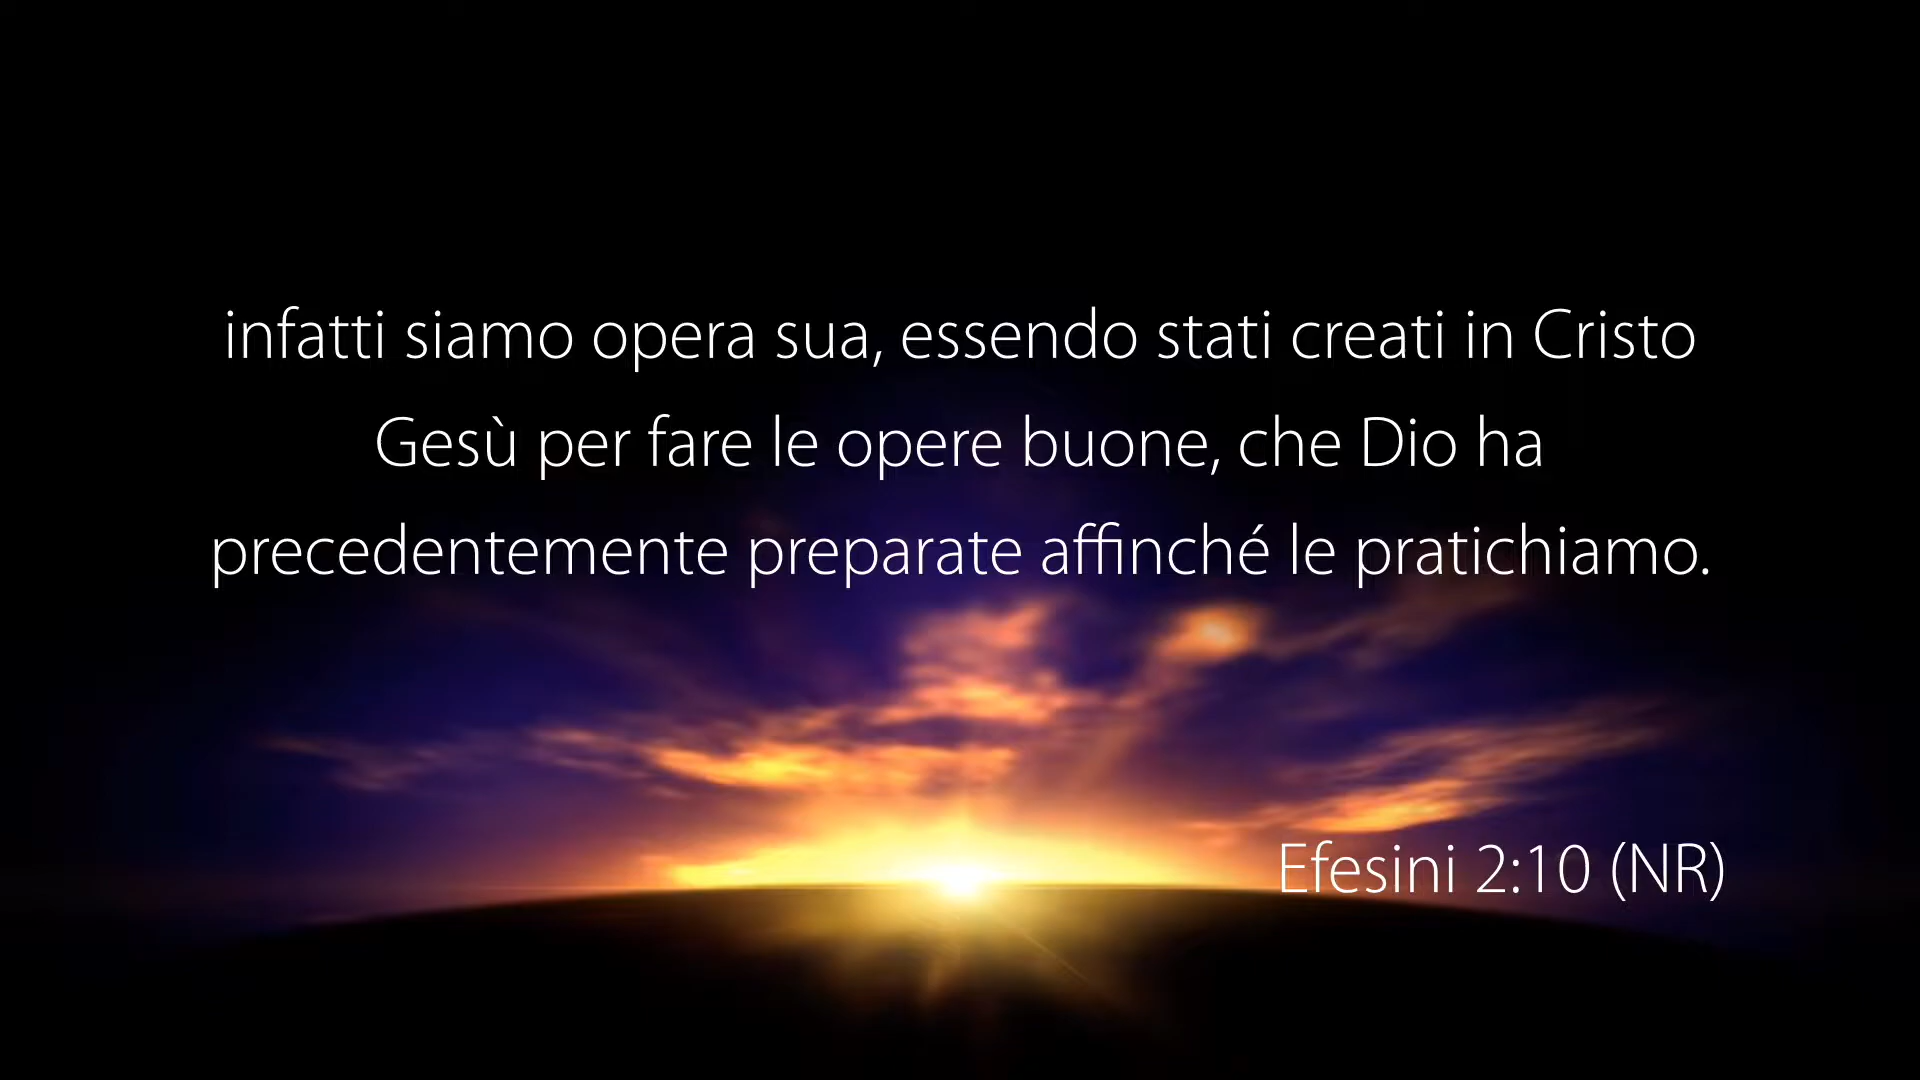 infatti siamo opera sua, essendo stati creati in Cristo
Gesù per fare le opere buone, che Dio ha
precedentemente preparate affinché le pratichiamo.
Efesini 2:10 (NR)